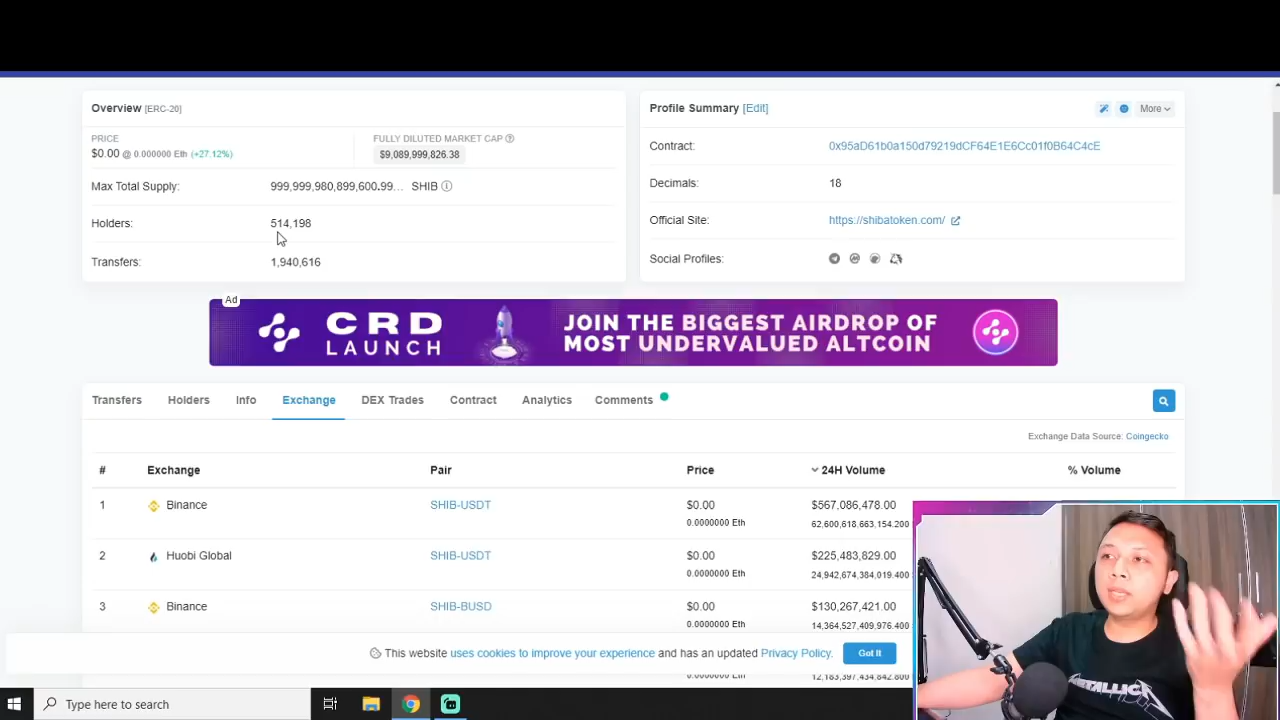 Overview [ERC-20]
PRICE
$0.00 @ 0.000000 Eth (+27.12%)
FULLY DILUTED MARKET CAP
$9,089,999,826.38
Max Total Supply: 999,999,980,899,600.99... SHIB
Holders: 514,198
Transfers: 1,940,616
Profile Summary [Edit]
More
Contract: 0x95aD61b0a150d79219dCF64E1E6Cc01f0B64C4cE
Decimals: 18
Official Site: https://shibatoken.com/
Social Profiles:
Ad
CRD
LAUNCH
JOIN THE BIGGEST AIRDROP OF
MOST UNDERVALUED ALTCOIN
Transfers Holders Info Exchange DEX Trades Contract Analytics Comments
Exchange Data Source: Coingecko
# Exchange Pair Price 24H Volume % Volume
1 Binance SHIB-USDT $0.00 $567,086,478.00
0.0000000 Eth 62,600,618,663,154.200
2 Huobi Global SHIB-USDT $0.00 $225,483,829.00
0.0000000 Eth 24,942,674,384,019.400
3 Binance SHIB-BUSD $0.00 $130,267,421.00
0.0000000 Eth 14,364,527,409,976.400
This website uses cookies to improve your experience and has an updated Privacy Policy.
Got It
METALLICA
Type here to search